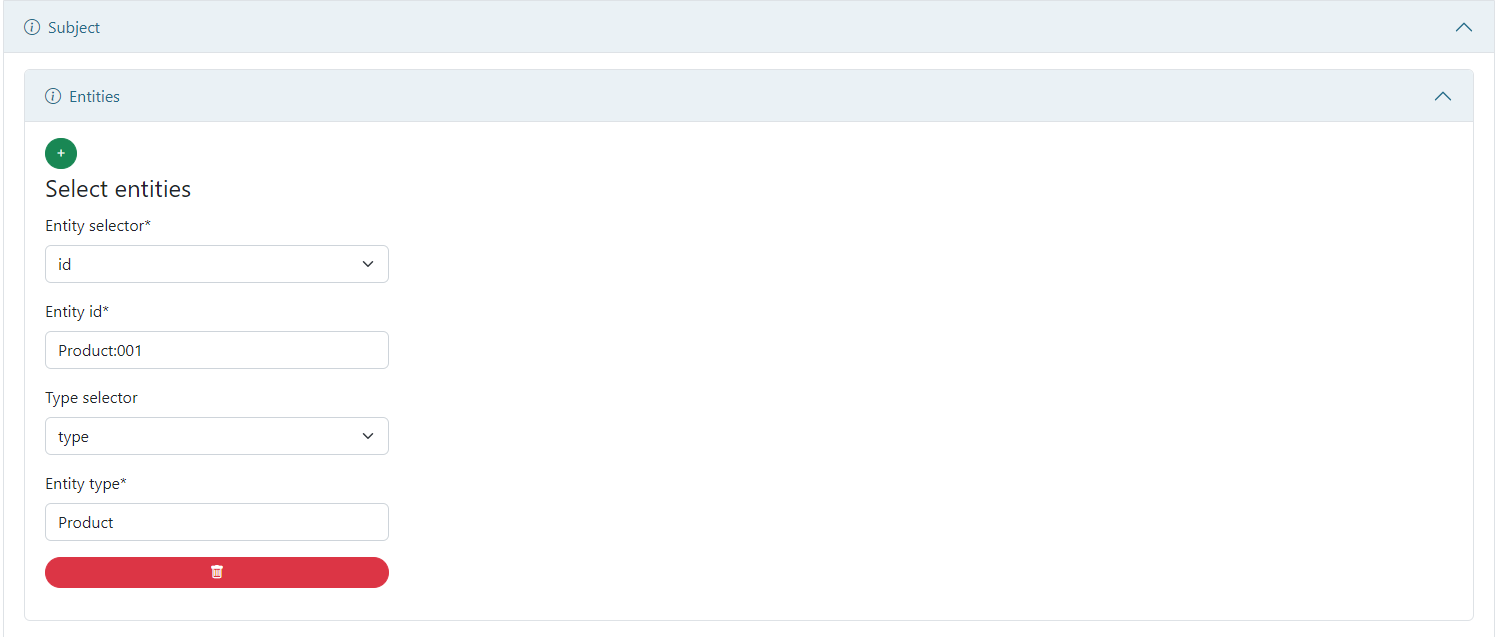 Subject
Entities
+
Select entities
Entity selector*
id
Entity id*
Product:001
Type selector
type
Entity type*
Product